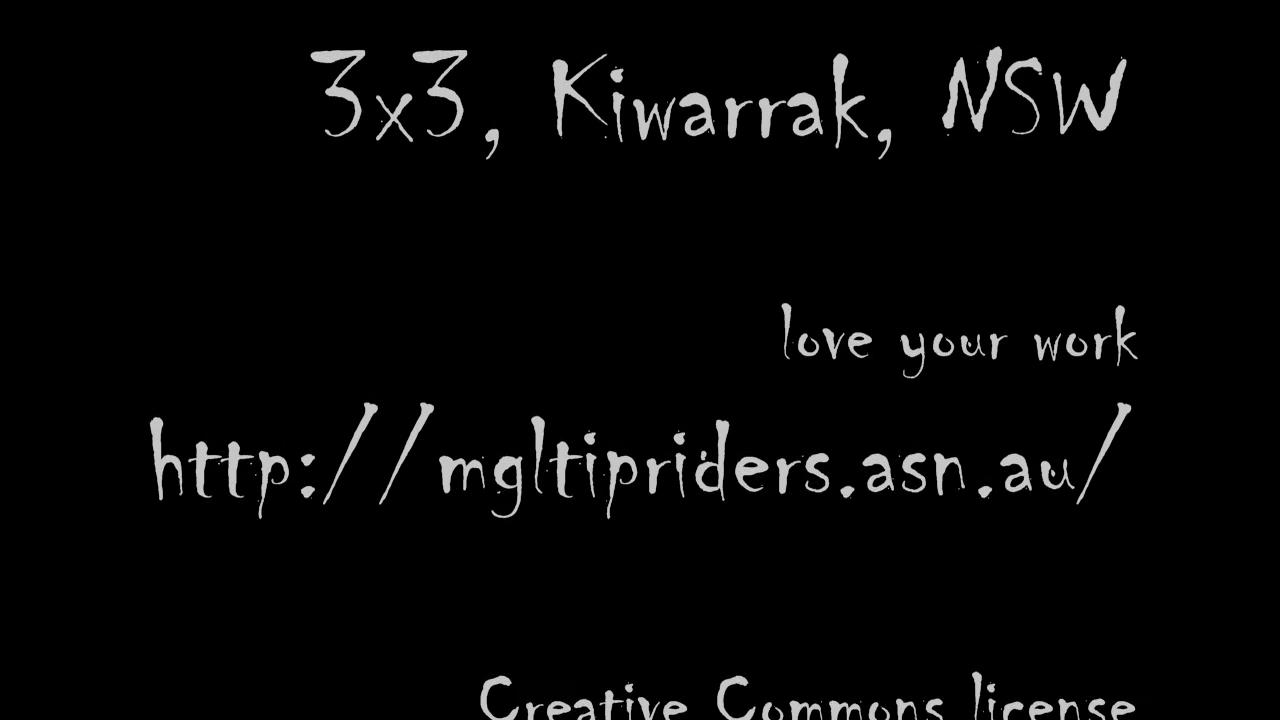 3x3, Kiwarrak, NSW
love your work
http://mgltipriders.asn.au/
Creative Commons license